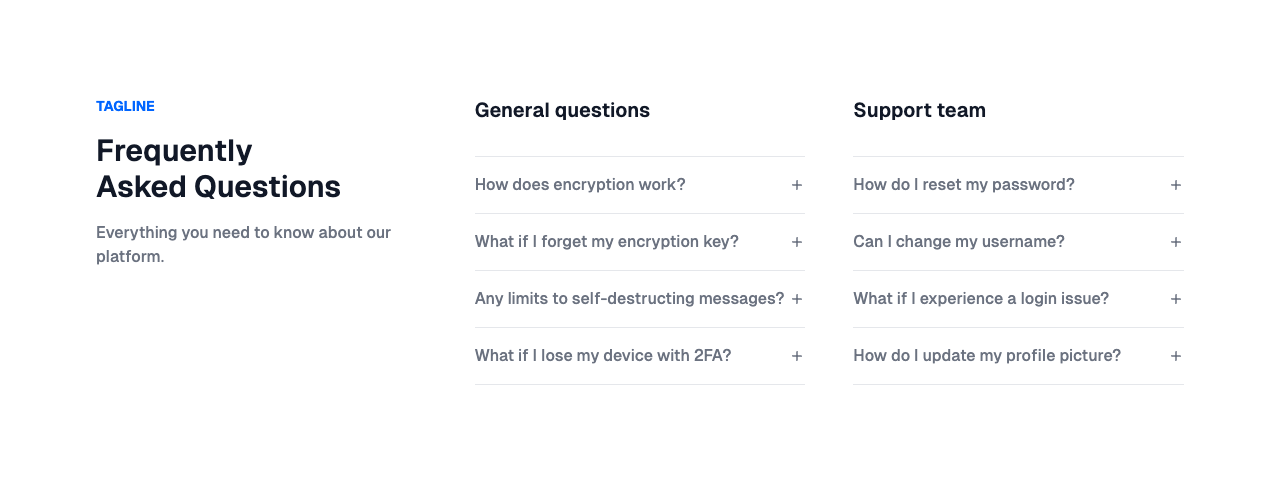 TAGLINE
Frequently
Asked Questions
Everything you need to know about our
platform.
General questions
How does encryption work?
What if I forget my encryption key?
Any limits to self-destructing messages?
What if I lose my device with 2FA?
Support team
How do I reset my password?
Can I change my username?
What if I experience a login issue?
How do I update my profile picture?